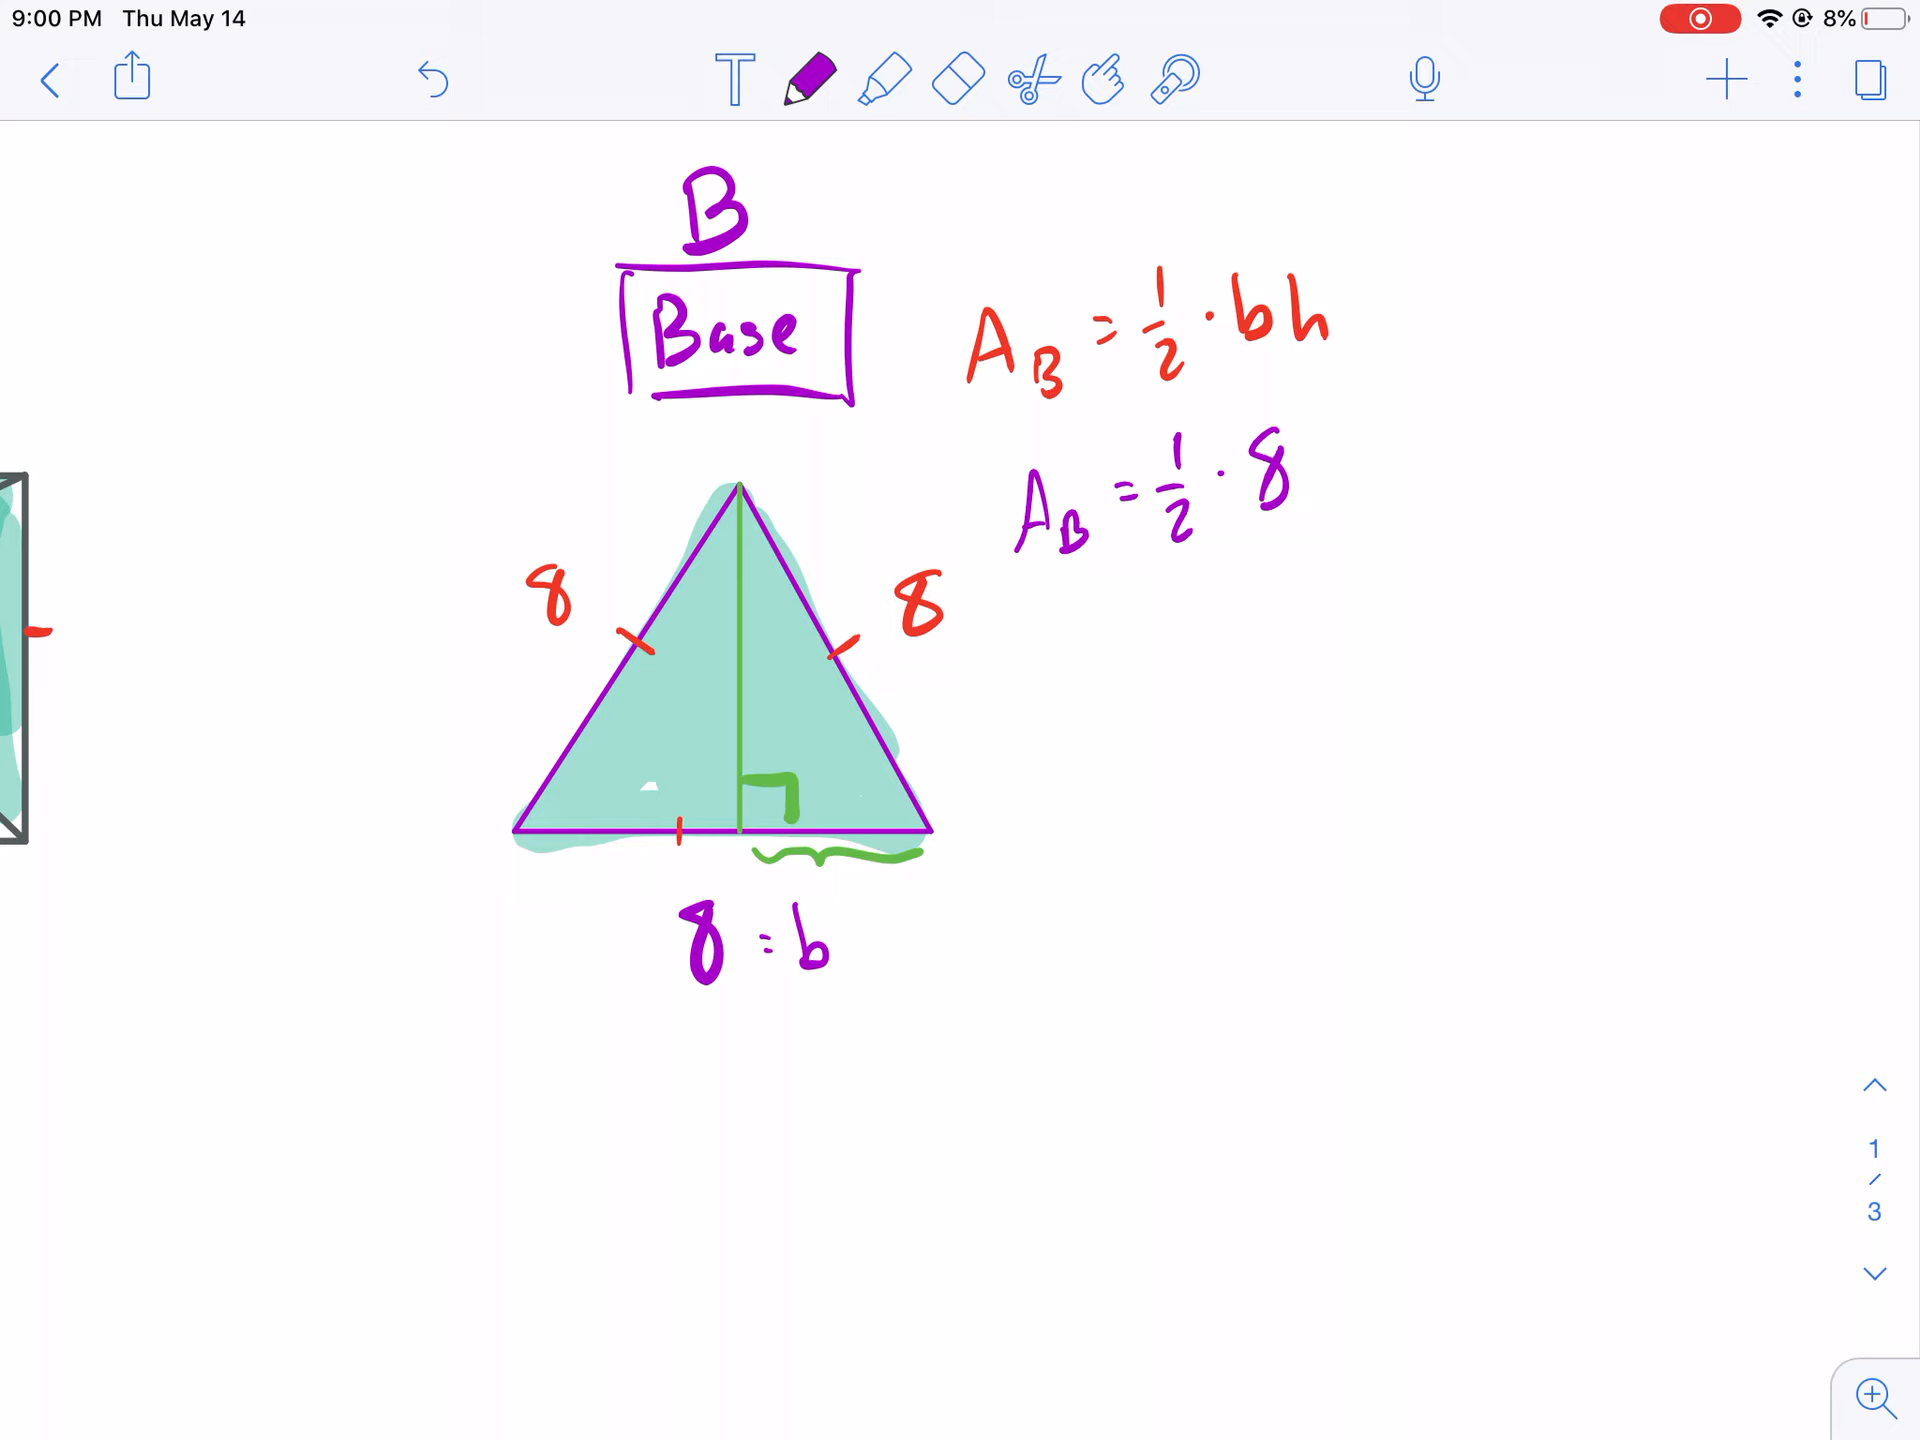 9:00 PM Thu May 14
8%
T
B
Base
A_B = 1/2 · bh
A_B = 1/2 · 8
8
8
8 = b
1
/
3